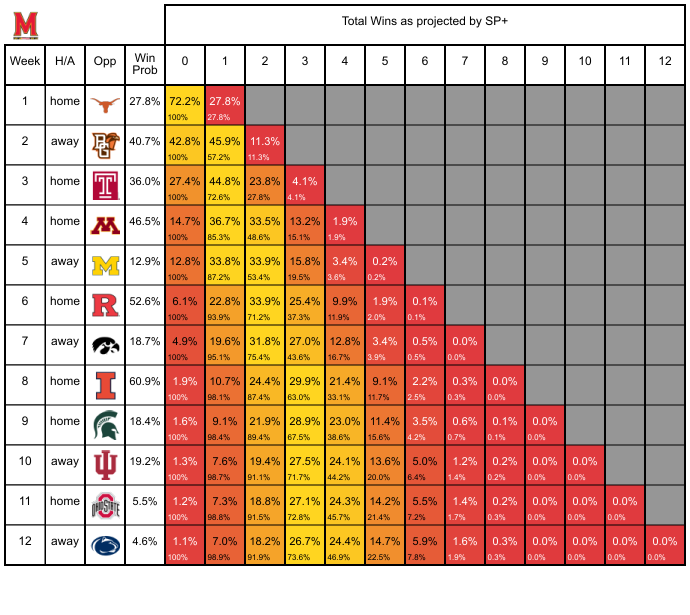 M
Total Wins as projected by SP+
Week H/A Opp Win Prob 0 1 2 3 4 5 6 7 8 9 10 11 12
1 home 27.8% 72.2% 27.8%
100% 27.8%
2 away BG 40.7% 42.8% 45.9% 11.3%
100% 57.2% 11.3%
3 home T 36.0% 27.4% 44.8% 23.8% 4.1%
100% 72.6% 27.8% 4.1%
4 home M 46.5% 14.7% 36.7% 33.5% 13.2% 1.9%
100% 85.3% 48.6% 15.1% 1.9%
5 away M 12.9% 12.8% 33.8% 33.9% 15.8% 3.4% 0.2%
100% 87.2% 53.4% 19.5% 3.6% 0.2%
6 home R 52.6% 6.1% 22.8% 33.9% 25.4% 9.9% 1.9% 0.1%
100% 93.9% 71.2% 37.3% 11.9% 2.0% 0.1%
7 away 18.7% 4.9% 19.6% 31.8% 27.0% 12.8% 3.4% 0.5% 0.0%
100% 95.1% 75.4% 43.6% 16.7% 3.9% 0.5% 0.0%
8 home I 60.9% 1.9% 10.7% 24.4% 29.9% 21.4% 9.1% 2.2% 0.3% 0.0%
100% 98.1% 87.4% 63.0% 33.1% 11.7% 2.5% 0.3% 0.0%
9 home 18.4% 1.6% 9.1% 21.9% 28.9% 23.0% 11.4% 3.5% 0.6% 0.1% 0.0%
100% 98.4% 89.4% 67.5% 38.6% 15.6% 4.2% 0.7% 0.1% 0.0%
10 away IU 19.2% 1.3% 7.6% 19.4% 27.5% 24.1% 13.6% 5.0% 1.2% 0.2% 0.0% 0.0%
100% 98.7% 91.1% 71.7% 44.2% 20.0% 6.4% 1.4% 0.2% 0.0% 0.0%
11 home OHIO STATE 5.5% 1.2% 7.3% 18.8% 27.1% 24.3% 14.2% 5.5% 1.4% 0.2% 0.0% 0.0% 0.0%
100% 98.8% 91.5% 72.8% 45.7% 21.4% 7.2% 1.7% 0.3% 0.0% 0.0% 0.0%
12 away 4.6% 1.1% 7.0% 18.2% 26.7% 24.4% 14.7% 5.9% 1.6% 0.3% 0.0% 0.0% 0.0% 0.0%
100% 98.9% 91.9% 73.6% 46.9% 22.5% 7.8% 1.9% 0.3% 0.0% 0.0% 0.0% 0.0%